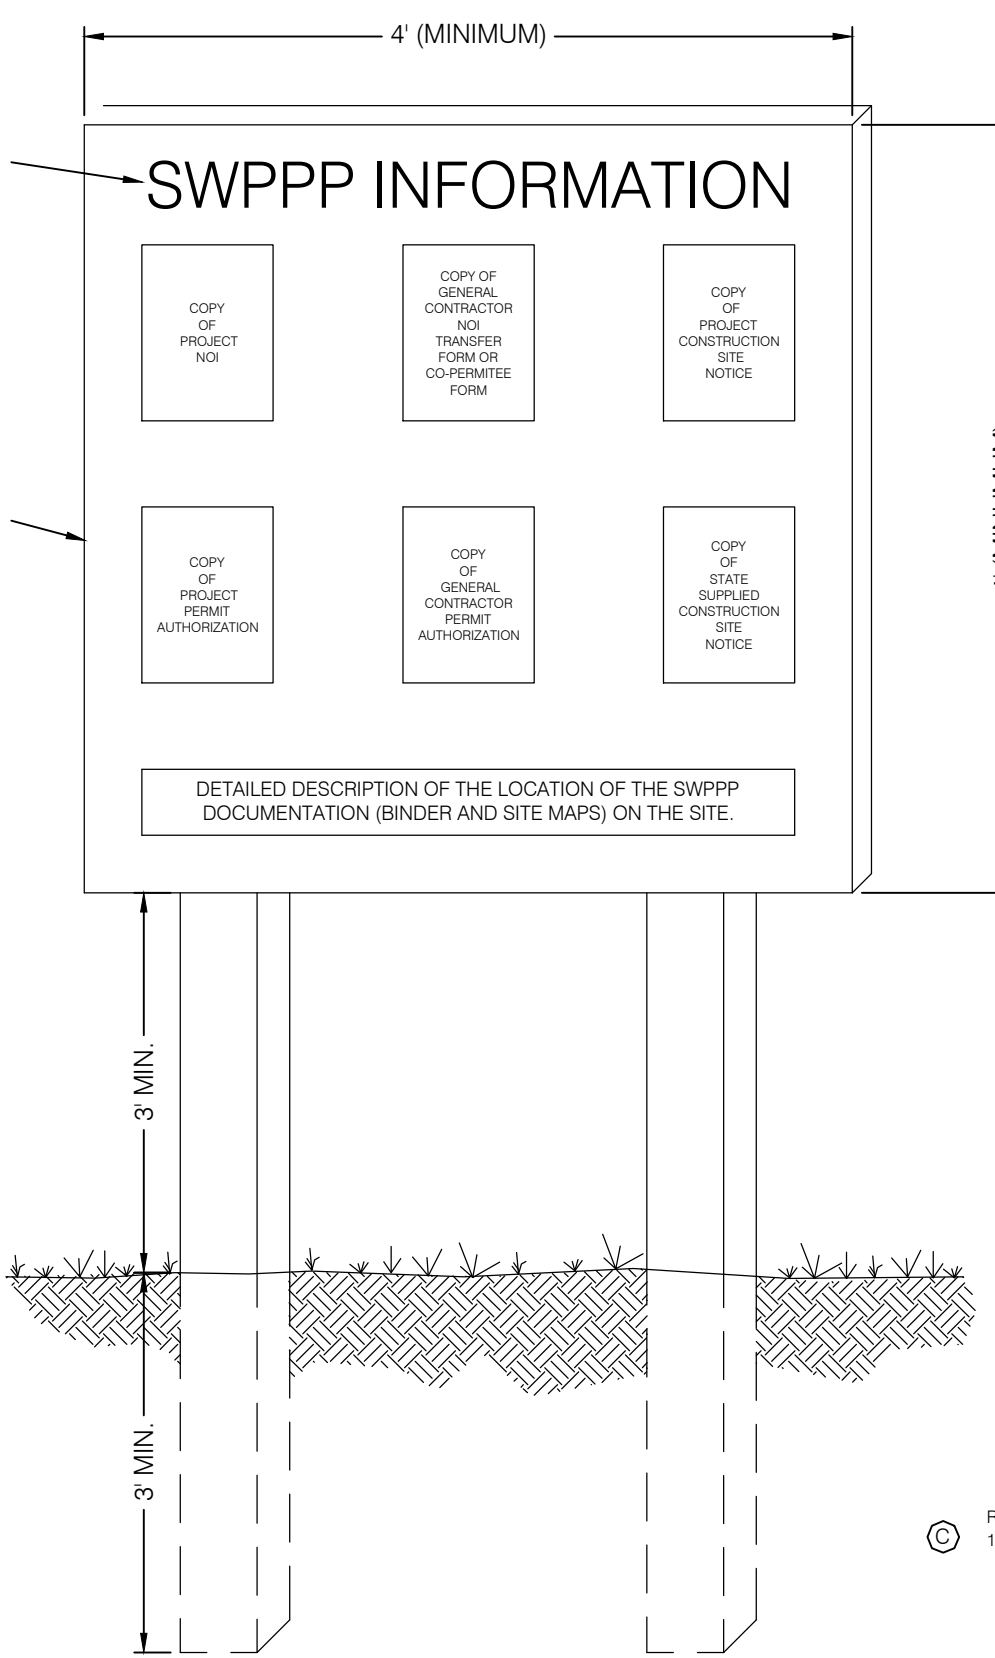 4' (MINIMUM)
SWPPP INFORMATION
COPY
OF
PROJECT
NOI
COPY OF
GENERAL
CONTRACTOR
NOI
TRANSFER
FORM OR
CO-PERMITEE
FORM
COPY
OF
PROJECT
CONSTRUCTION
SITE
NOTICE
COPY
OF
PROJECT
PERMIT
AUTHORIZATION
COPY
OF
GENERAL
CONTRACTOR
PERMIT
AUTHORIZATION
COPY
OF
STATE
SUPPLIED
CONSTRUCTION
SITE
NOTICE
DETAILED DESCRIPTION OF THE LOCATION OF THE SWPPP
DOCUMENTATION (BINDER AND SITE MAPS) ON THE SITE.
3' MIN.
3' MIN.
C
R
1